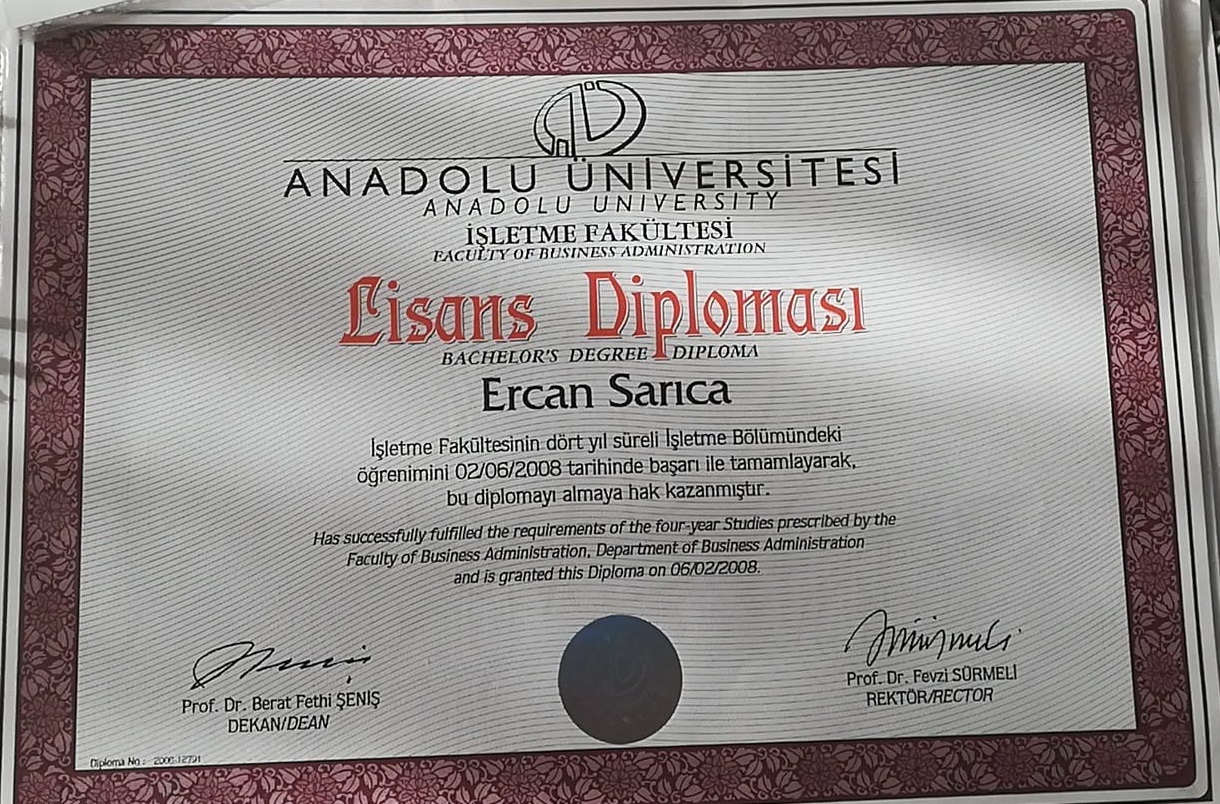 ANADOLU ÜNİVERSİTESİ
ANADOLU UNIVERSITY
İŞLETME FAKÜLTESİ
FACULTY OF BUSINESS ADMINISTRATION
Lisans Diploması
BACHELOR'S DEGREE DIPLOMA
Ercan Sarıca
İşletme Fakültesinin dört yıl süreli İşletme Bölümündeki
öğrenimini 02/06/2008 tarihinde başarı ile tamamlayarak,
bu diplomayı almaya hak kazanmıştır.
Has successfully fulfilled the requirements of the four-year Studies prescribed by the
Faculty of Business Administration, Department of Business Administration
and is granted this Diploma on 06/02/2008.
Prof. Dr. Berat Fethi ŞENİŞ
DEKAN/DEAN
Prof. Dr. Fevzi SÜRMELİ
REKTÖR/RECTOR
Diploma No :